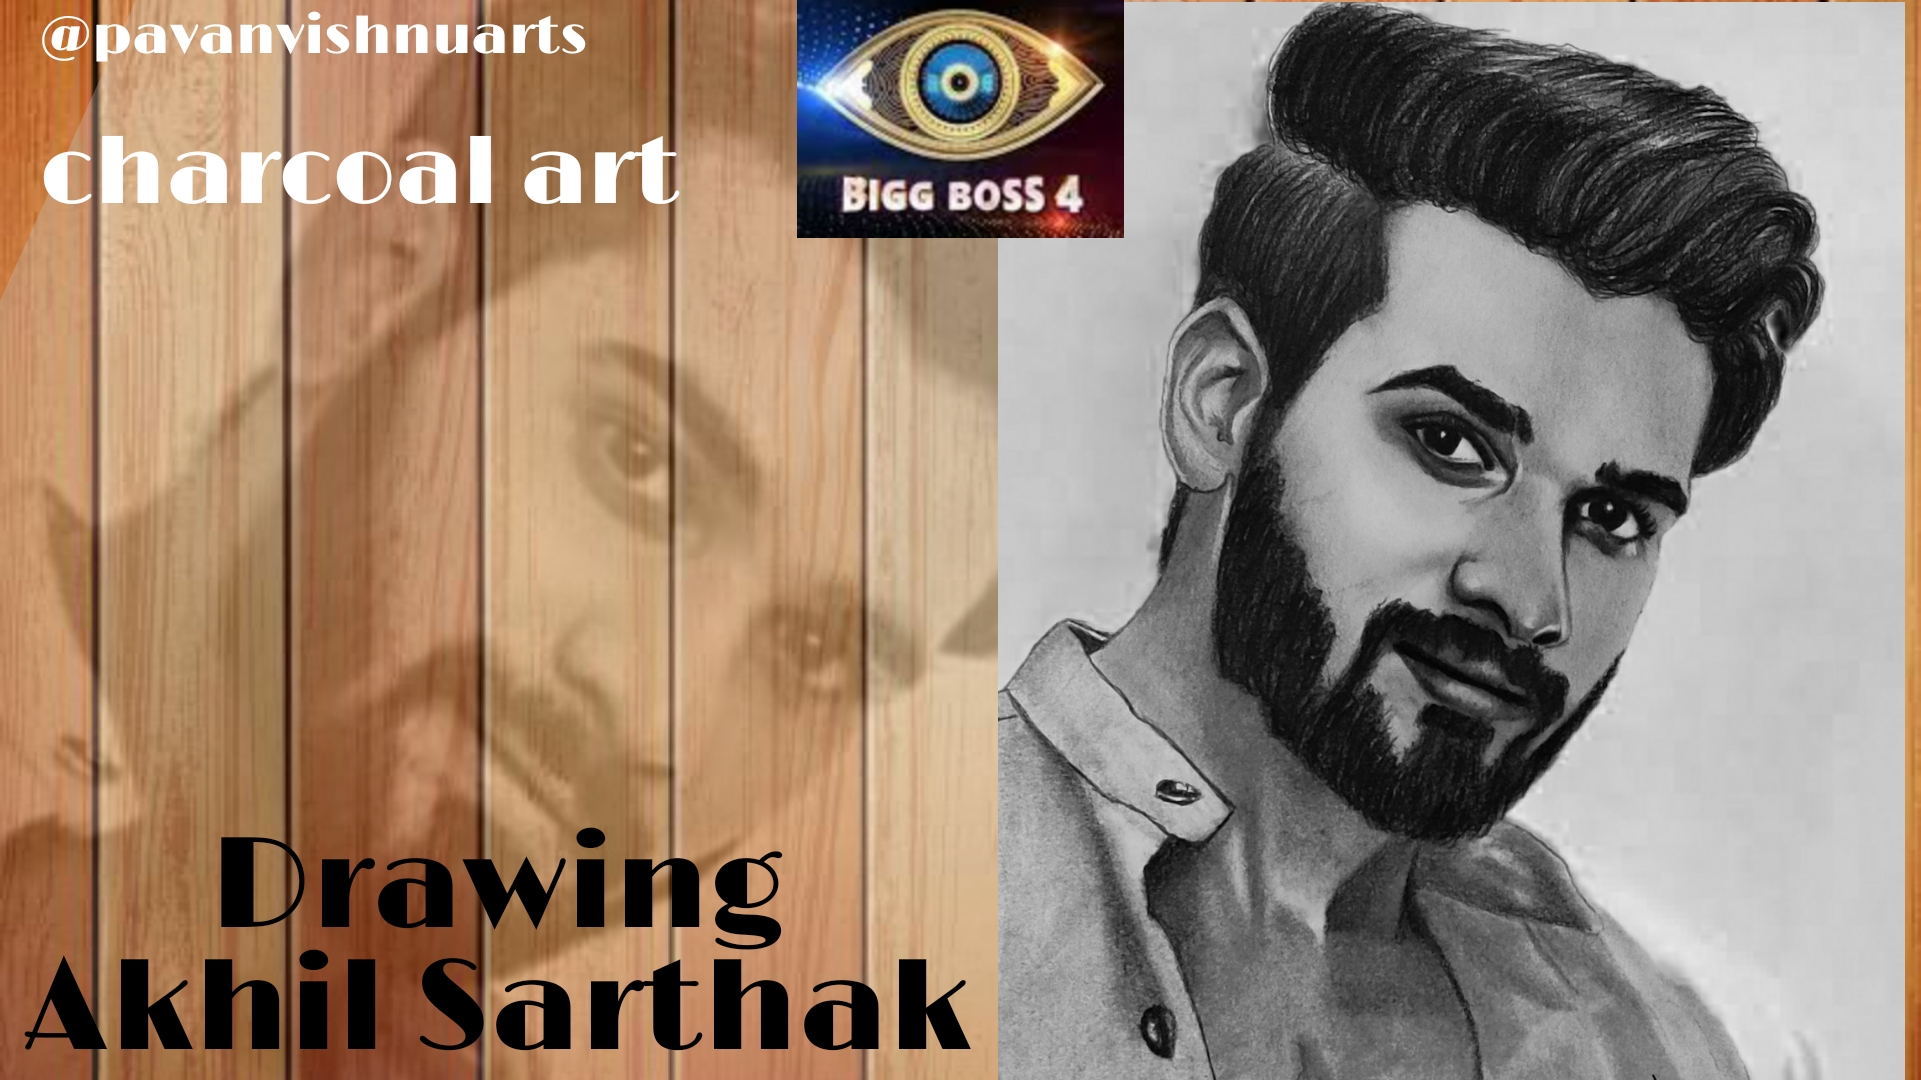 @pavanvishnuarts
charcoal art
BIGG BOSS 4
Drawing
Akhil Sarthak